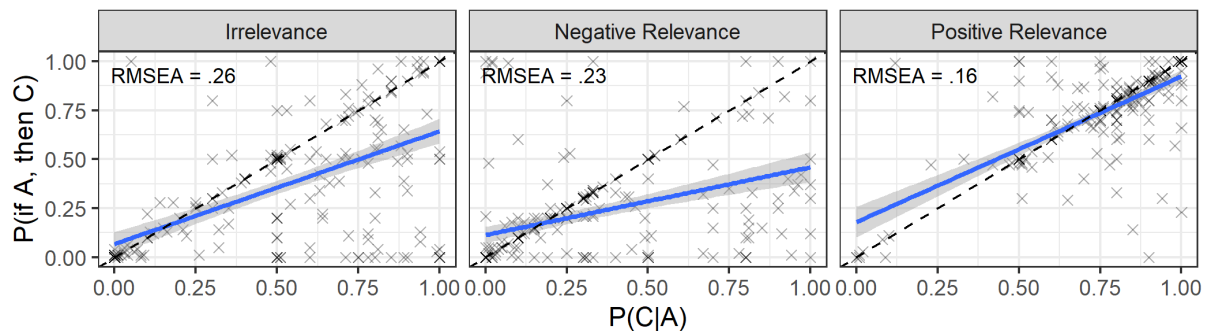 Irrelevance
Negative Relevance
Positive Relevance
RMSEA = .26
RMSEA = .23
RMSEA = .16
P(if A, then C)
1.00
0.75
0.50
0.25
0.00
0.00 0.25 0.50 0.75 1.00
0.00 0.25 0.50 0.75 1.00
0.00 0.25 0.50 0.75 1.00
P(C|A)